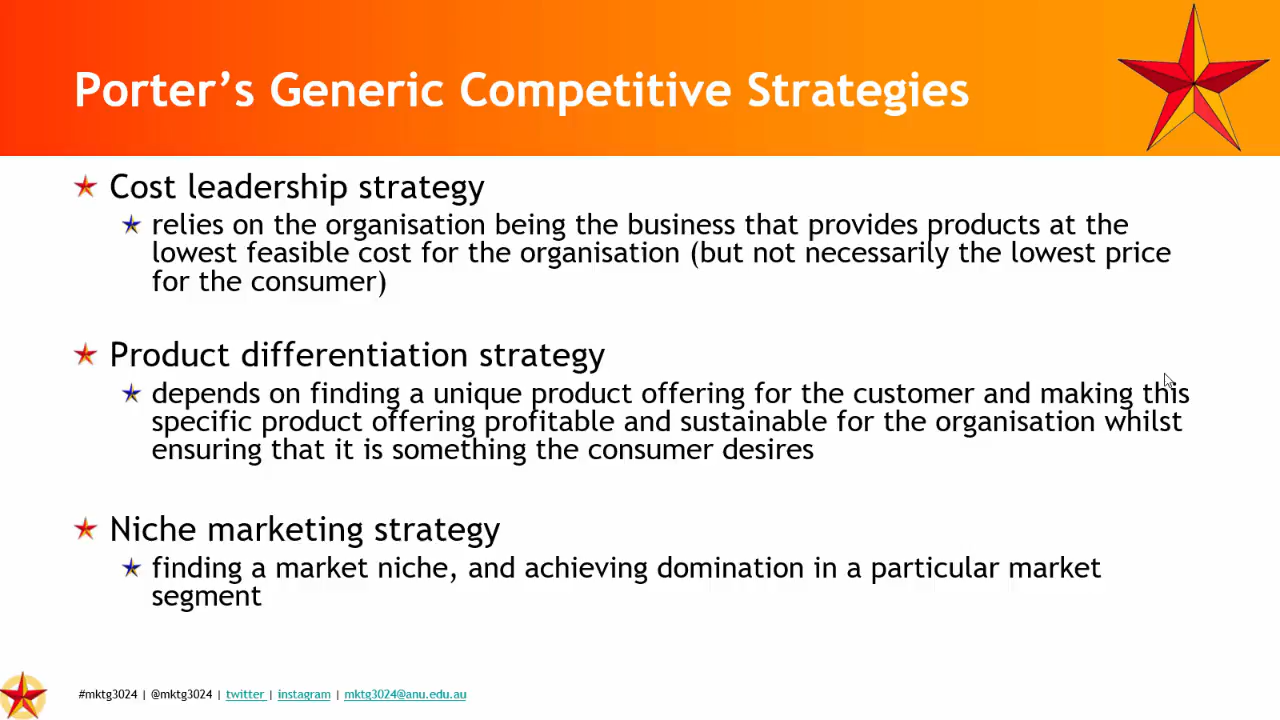 Porter’s Generic Competitive Strategies
Cost leadership strategy
relies on the organisation being the business that provides products at the
lowest feasible cost for the organisation (but not necessarily the lowest price
for the consumer)
Product differentiation strategy
depends on finding a unique product offering for the customer and making this
specific product offering profitable and sustainable for the organisation whilst
ensuring that it is something the consumer desires
Niche marketing strategy
finding a market niche, and achieving domination in a particular market
segment
#mktg3024 | @mktg3024 | twitter | instagram | mktg3024@anu.edu.au